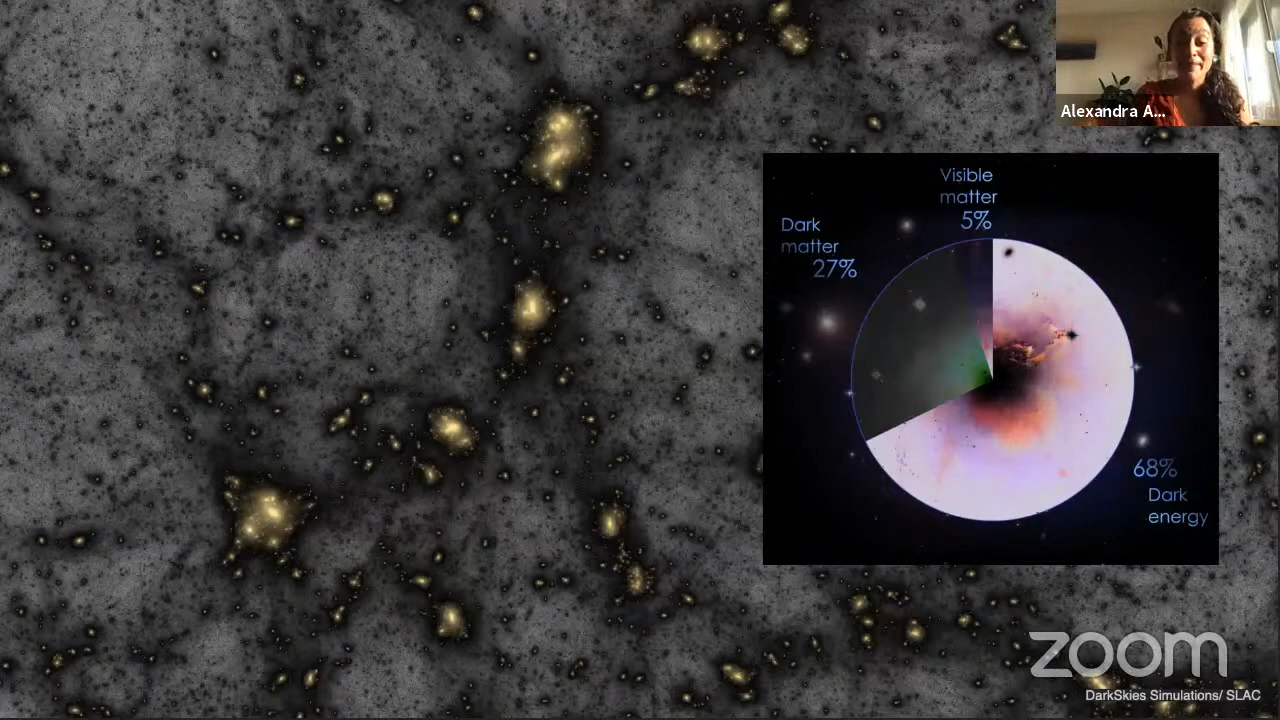 Alexandra A...
Visible
matter
5%
Dark
matter
27%
68%
Dark
energy
zoom
DarkSkies Simulations/ SLAC